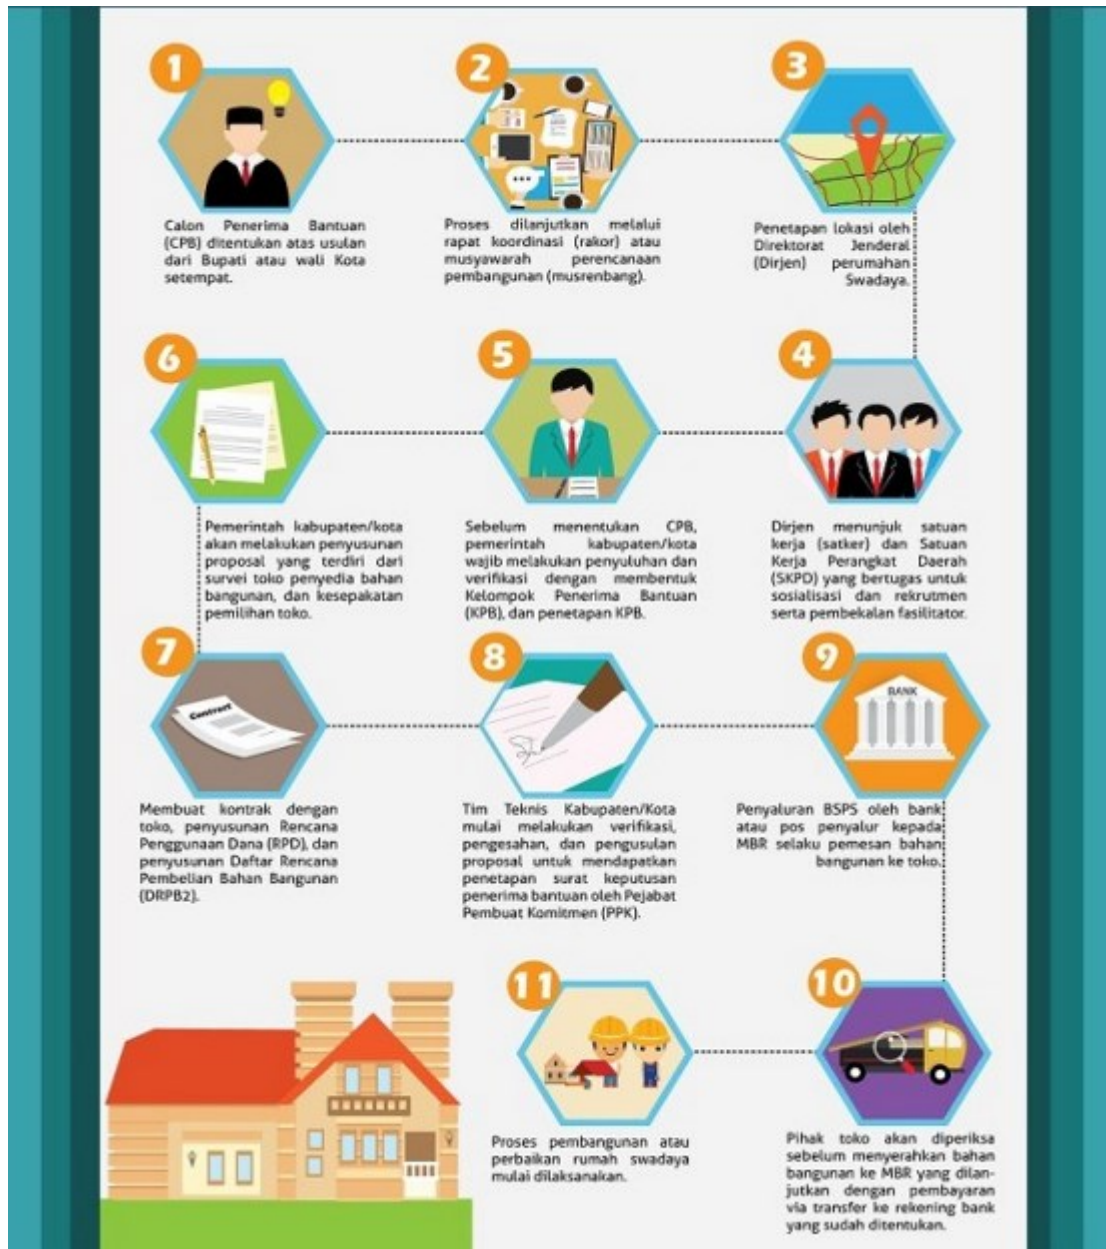 1
Calon Penerima Bantuan
(CPB) ditentukan atas usulan
dari Bupati atau wali Kota
setempat.
2
Proses dilanjutkan melalui
rapat koordinasi (rakor) atau
musyawarah perencanaan
pembangunan (musrenbang).
3
Penetapan lokasi oleh
Direktorat Jenderal
(Dirjen) perumahan
Swadaya.
4
Dirjen menunjuk satuan
kerja (satker) dan Satuan
Kerja Perangkat Daerah
(SKPD) yang bertugas untuk
sosialisasi dan rekrutmen
serta pembekalan fasilitator.
5
Sebelum menentukan CPB,
pemerintah kabupaten/kota
wajib melakukan penyuluhan dan
verifikasi dengan membentuk
Kelompok Penerima Bantuan
(KPB), dan penetapan KPB.
6
Pemerintah kabupaten/kota
akan melakukan penyusunan
proposal yang terdiri dari
survei toko penyedia bahan
bangunan, dan kesepakatan
pemilihan toko.
7
Contract
Membuat kontrak dengan
toko, penyusunan Rencana
Penggunaan Dana (RPD), dan
penyusunan Daftar Rencana
Pembelian Bahan Bangunan
(DRPB2).
8
Tim Teknis Kabupaten/Kota
mulai melakukan verifikasi,
pengesahan, dan pengusulan
proposal untuk mendapatkan
penetapan surat keputusan
penerima bantuan oleh Pejabat
Pembuat Komitmen (PPK).
9
BANK
Penyaluran BSPS oleh bank
atau pos penyalur kepada
MBR selaku pemesan bahan
bangunan ke toko.
10
Pihak toko akan diperiksa
sebelum menyerahkan bahan
bangunan ke MBR yang dilan-
jutkan dengan pembayaran
via transfer ke rekening bank
yang sudah ditentukan.
11
Proses pembangunan atau
perbaikan rumah swadaya
mulai dilaksanakan.